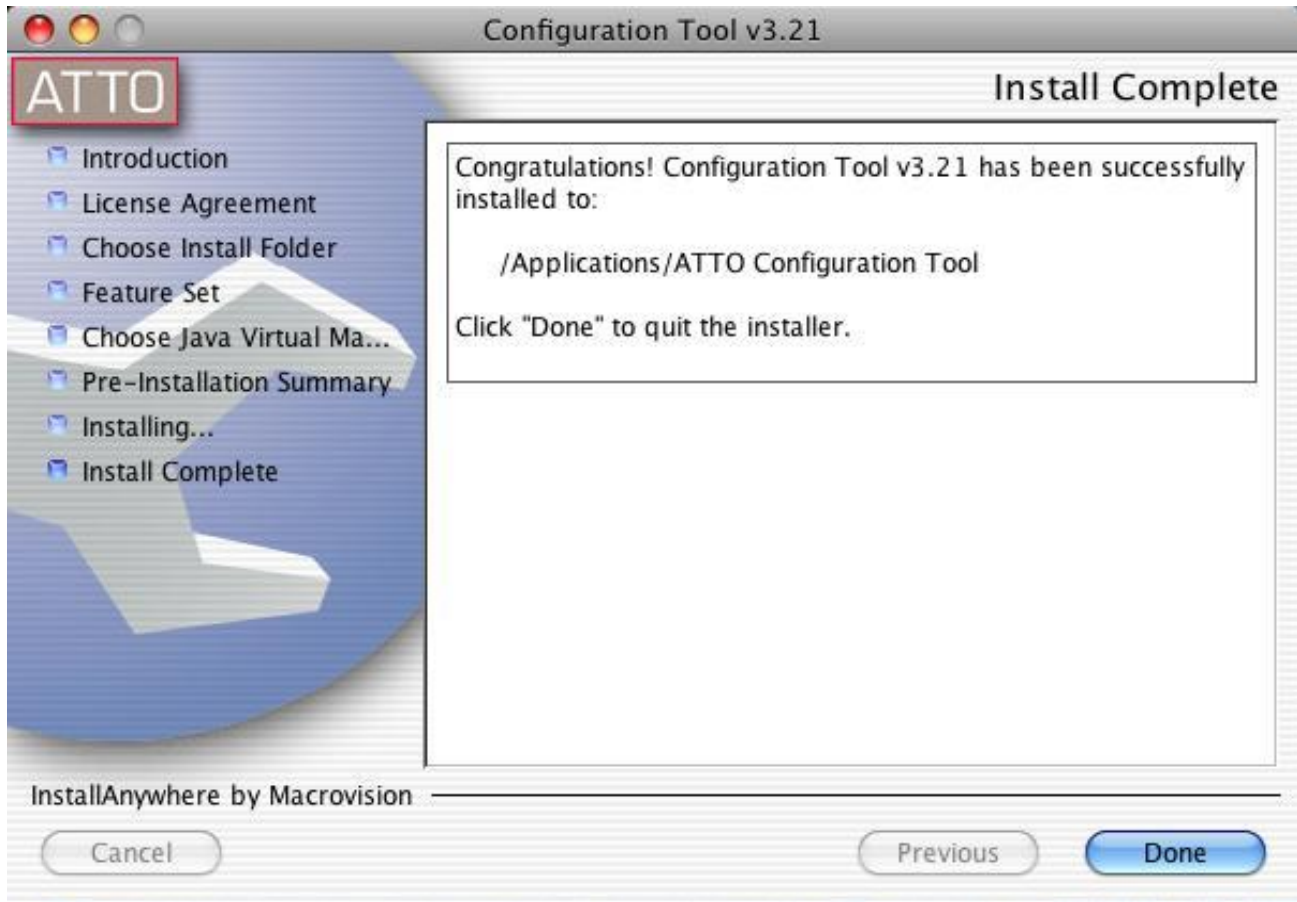 Configuration Tool v3.21
ATTO
Install Complete
Introduction
License Agreement
Choose Install Folder
Feature Set
Choose Java Virtual Ma...
Pre-Installation Summary
Installing...
Install Complete
Congratulations! Configuration Tool v3.21 has been successfully
installed to:
/Applications/ATTO Configuration Tool
Click "Done" to quit the installer.
InstallAnywhere by Macrovision
Cancel
Previous
Done